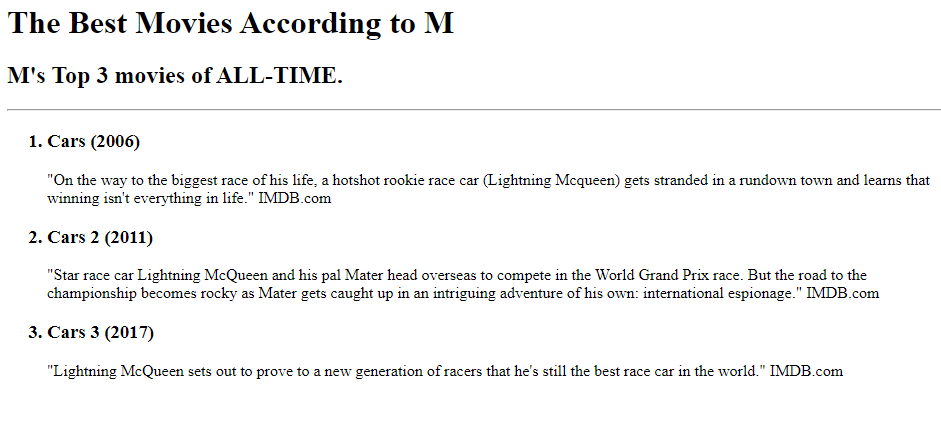 The Best Movies According to M
M's Top 3 movies of ALL-TIME.
1. Cars (2006)
"On the way to the biggest race of his life, a hotshot rookie race car (Lightning Mcqueen) gets stranded in a rundown town and learns that
winning isn't everything in life." IMDB.com
2. Cars 2 (2011)
"Star race car Lightning McQueen and his pal Mater head overseas to compete in the World Grand Prix race. But the road to the
championship becomes rocky as Mater gets caught up in an intriguing adventure of his own: international espionage." IMDB.com
3. Cars 3 (2017)
"Lightning McQueen sets out to prove to a new generation of racers that he's still the best race car in the world." IMDB.com